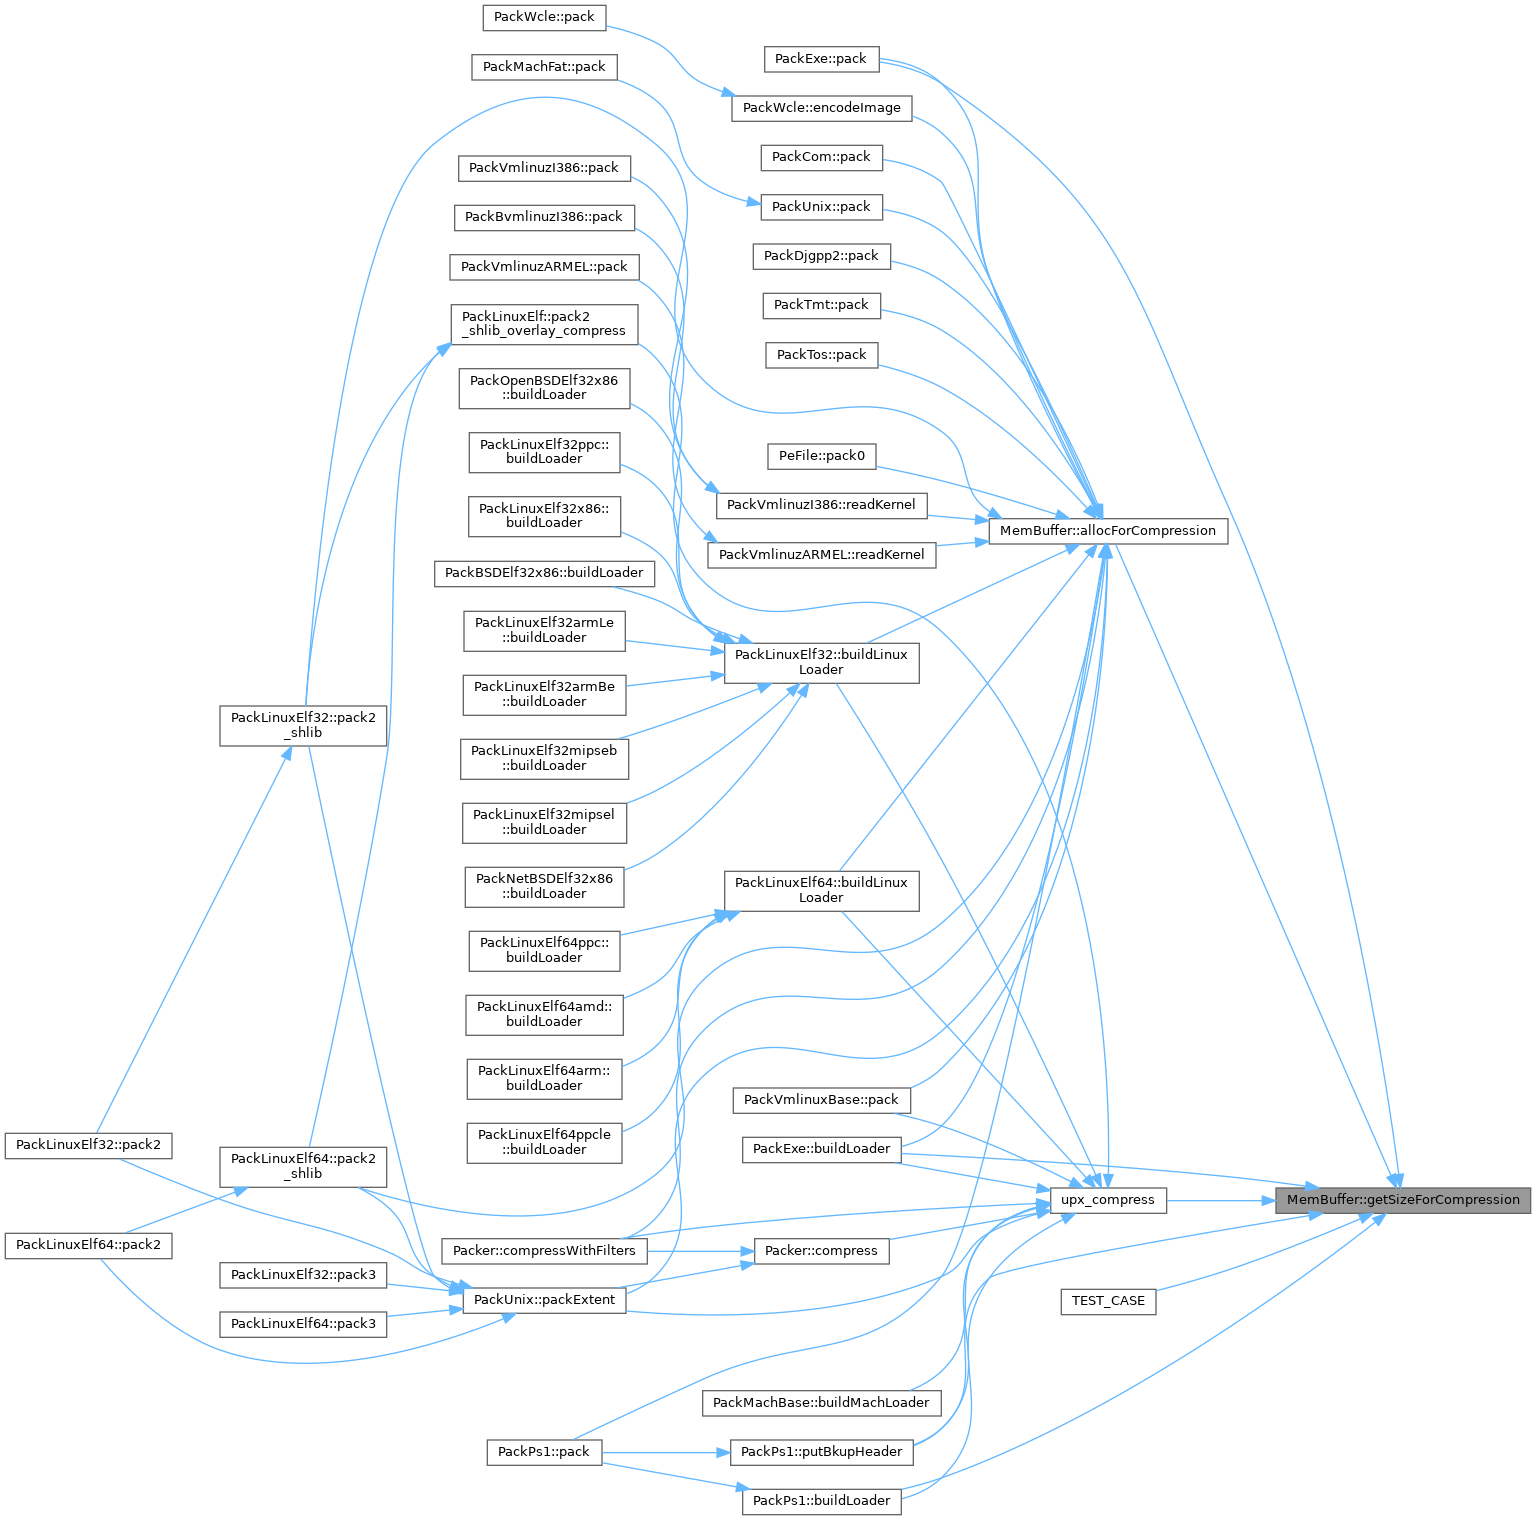 PackWcle::pack
PackExe::pack
PackMachFat::pack
PackWcle::encodeImage
PackCom::pack
PackVmlinuzI386::pack
PackUnix::pack
PackBvmlinuzI386::pack
PackDjgpp2::pack
PackVmlinuzARMEL::pack
PackTmt::pack
PackLinuxElf::pack2
_shlib_overlay_compress
PackTos::pack
PackOpenBSDElf32x86
::buildLoader
PackLinuxElf32ppc::
buildLoader
PeFile::pack0
PackVmlinuzI386::readKernel
PackLinuxElf32x86::
buildLoader
MemBuffer::allocForCompression
PackVmlinuzARMEL::readKernel
PackBSDElf32x86::buildLoader
PackLinuxElf32armLe
::buildLoader
PackLinuxElf32::buildLinux
Loader
PackLinuxElf32armBe
::buildLoader
PackLinuxElf32::pack2
_shlib
PackLinuxElf32mipseb
::buildLoader
PackLinuxElf32mipsel
::buildLoader
PackNetBSDElf32x86
::buildLoader
PackLinuxElf64::buildLinux
Loader
PackLinuxElf64ppc::
buildLoader
PackLinuxElf64amd::
buildLoader
PackLinuxElf64arm::
buildLoader
PackVmlinuxBase::pack
PackLinuxElf64ppcle
::buildLoader
PackLinuxElf32::pack2
PackExe::buildLoader
PackLinuxElf64::pack2
_shlib
upx_compress
MemBuffer::getSizeForCompression
PackLinuxElf64::pack2
Packer::compressWithFilters
Packer::compress
PackLinuxElf32::pack3
PackUnix::packExtent
TEST_CASE
PackLinuxElf64::pack3
PackMachBase::buildMachLoader
PackPs1::pack
PackPs1::putBkupHeader
PackPs1::buildLoader